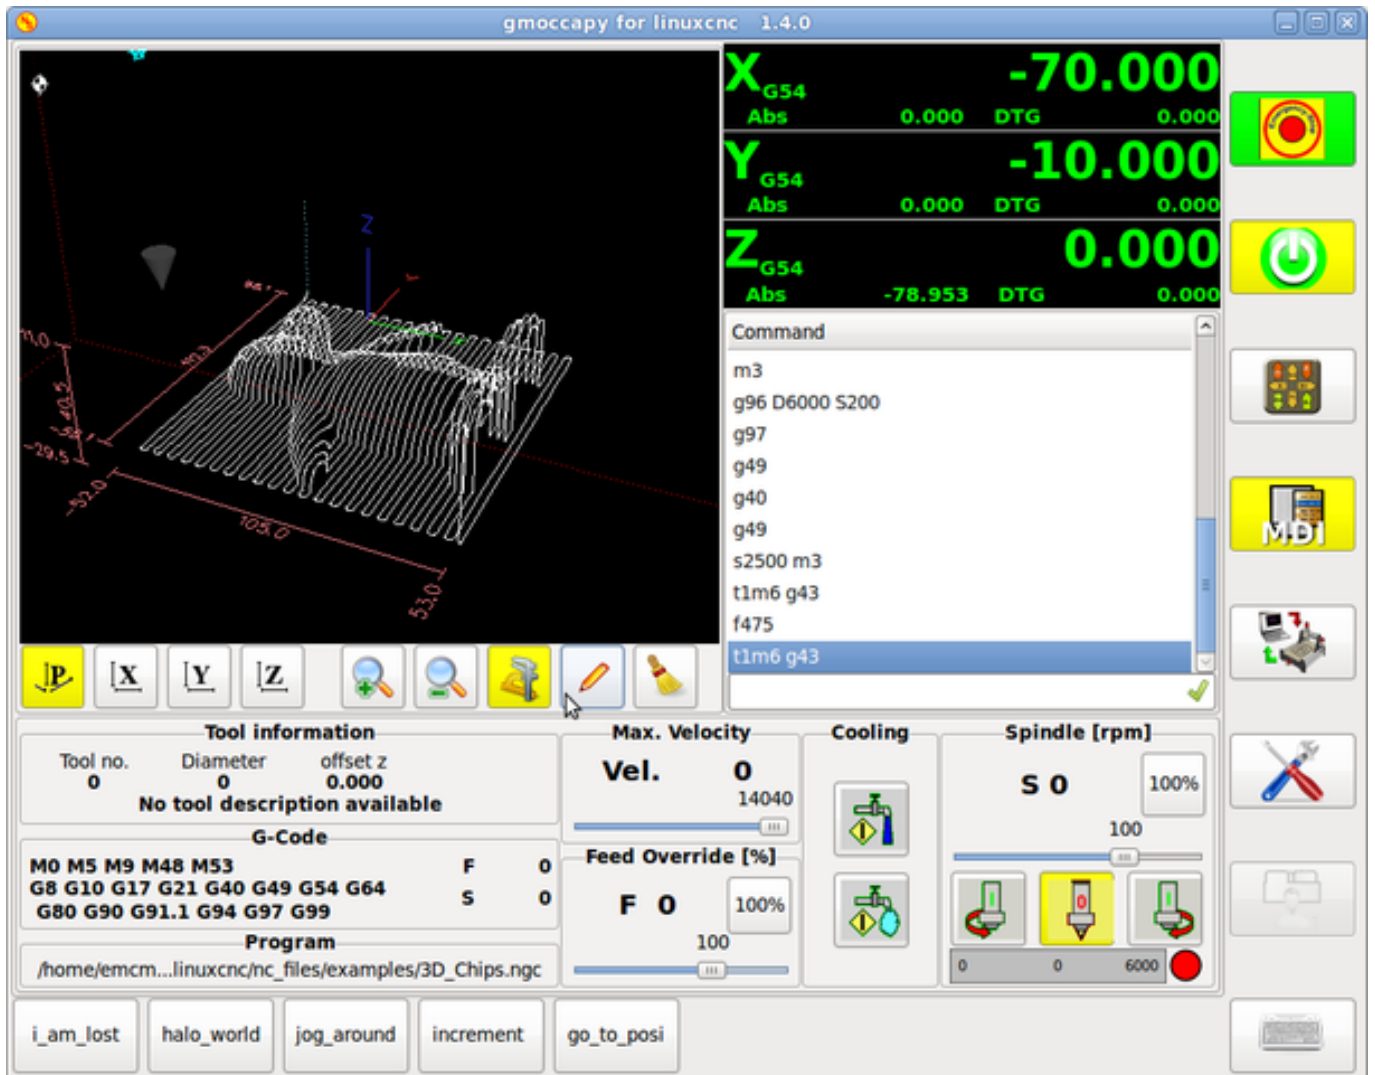 gmoccapy for linuxcnc 1.4.0
X G54 -70.000
Abs 0.000 DTG 0.000
Y G54 -10.000
Abs 0.000 DTG 0.000
Z G54 0.000
Abs -78.953 DTG 0.000
Z
-29.5
-52.0
105.0
53.0
Command
m3
g96 D6000 S200
g97
g49
g40
g49
s2500 m3
t1m6 g43
f475
t1m6 g43
MDI
P X Y Z
Tool information
Tool no. Diameter offset z
0 0 0.000
No tool description available
G-Code
M0 M5 M9 M48 M53 F 0
G8 G10 G17 G21 G40 G49 G54 G64 S 0
G80 G90 G91.1 G94 G97 G99
Program
/home/emcm...linuxcnc/nc_files/examples/3D_Chips.ngc
Max. Velocity
Vel. 0
14040
Feed Override [%]
F 0 100%
100
Cooling
Spindle [rpm]
S 0 100%
100
0
0 0 6000
i_am_lost halo_world jog_around increment go_to_posi